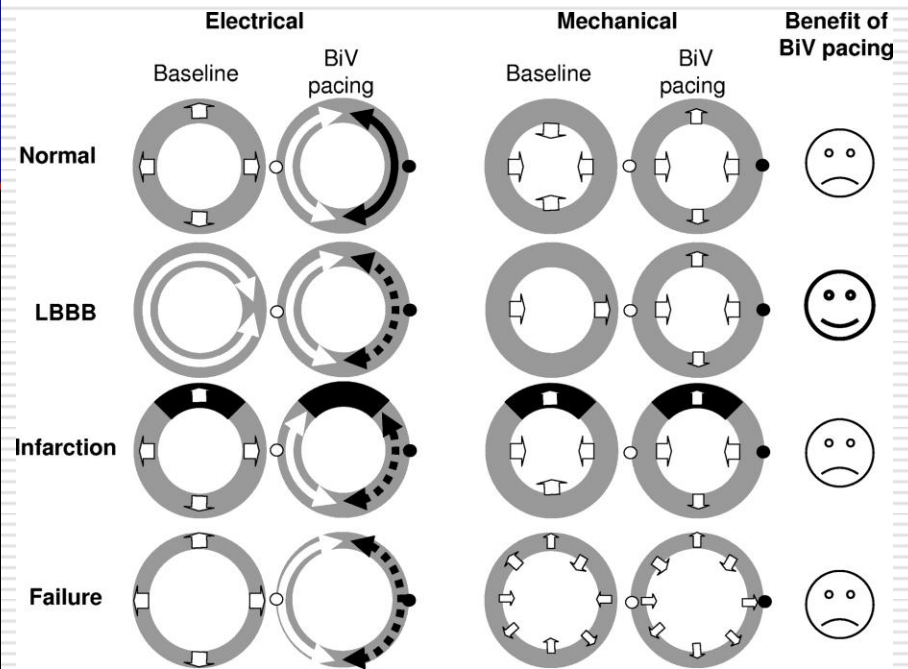 Electrical
Mechanical
Benefit of
BiV pacing
Baseline
BiV
pacing
Baseline
BiV
pacing
Normal
LBBB
Infarction
Failure